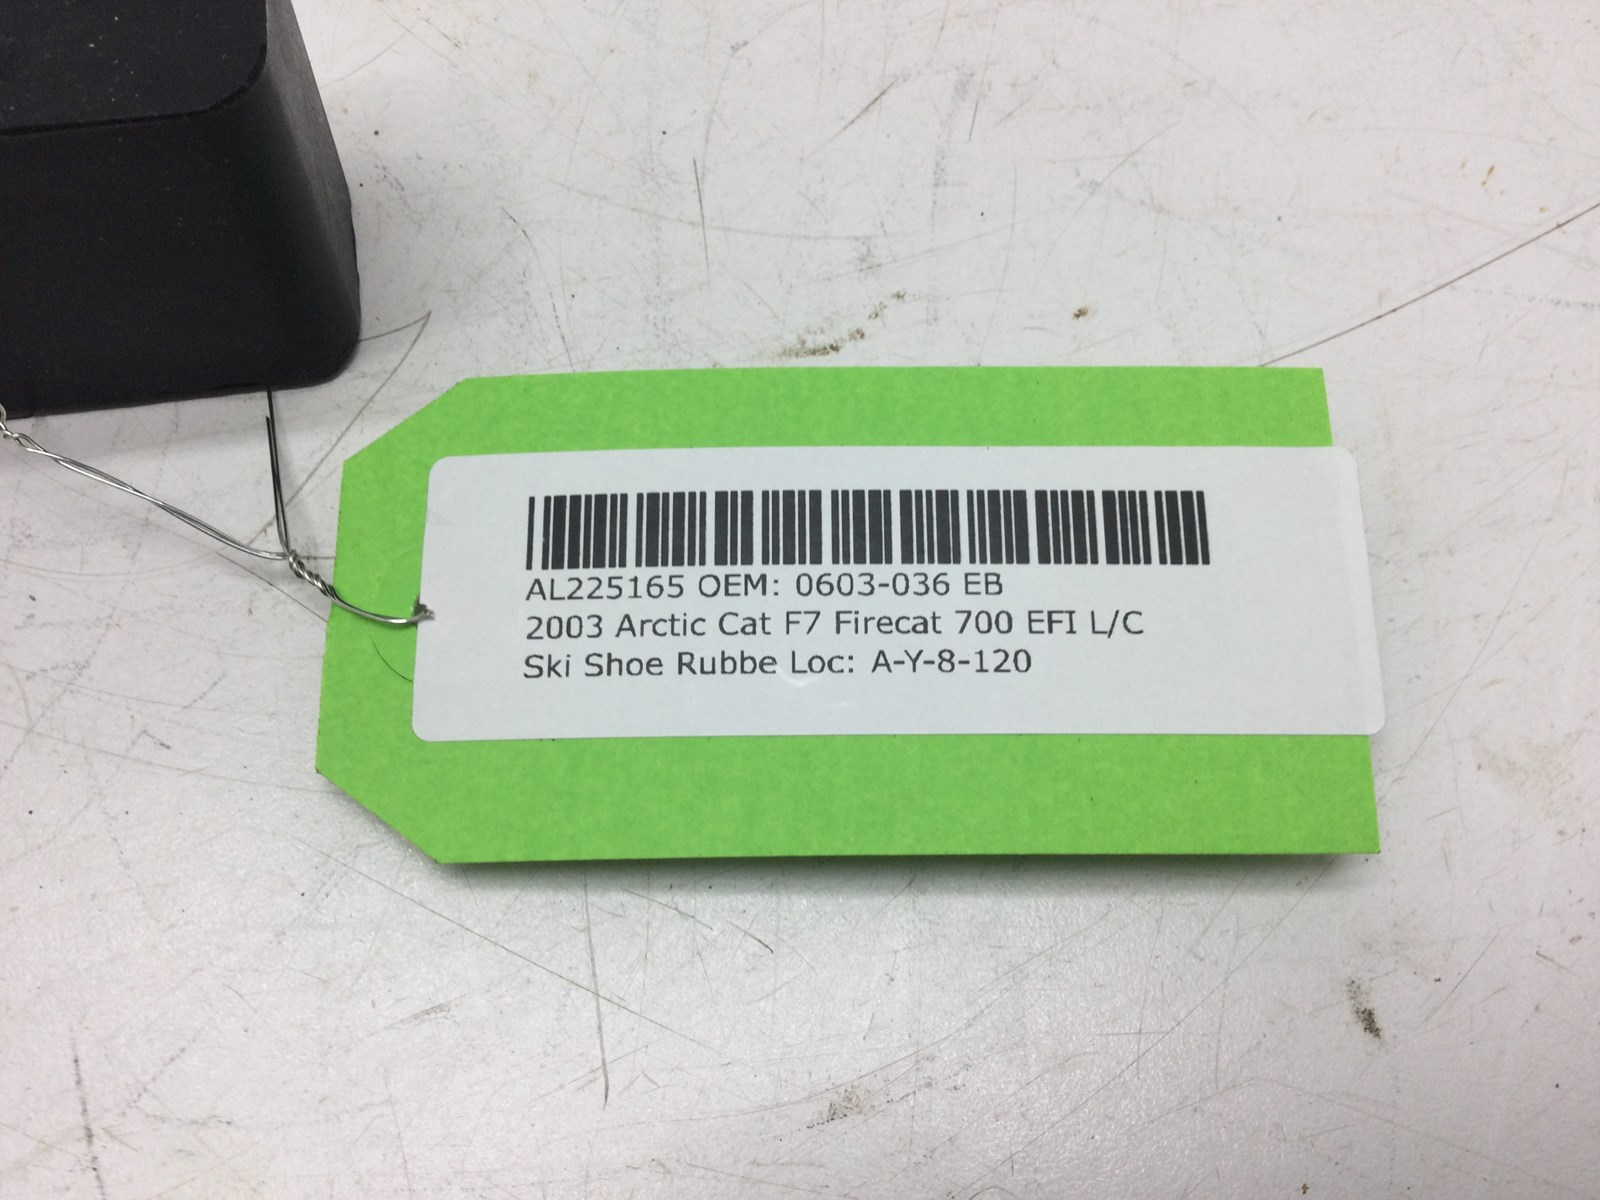 AL225165 OEM: 0603-036 EB
2003 Arctic Cat F7 Firecat 700 EFI L/C
Ski Shoe Rubbe Loc: A-Y-8-120